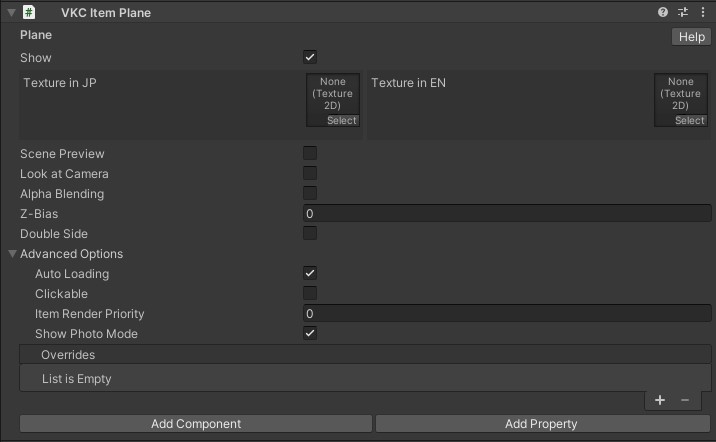 VKC Item Plane
Plane
Help
Show
Texture in JP
None
(Texture
2D)
Select
Texture in EN
None
(Texture
2D)
Select
Scene Preview
Look at Camera
Alpha Blending
Z-Bias 0
Double Side
Advanced Options
Auto Loading
Clickable
Item Render Priority 0
Show Photo Mode
Overrides
List is Empty
Add Component Add Property